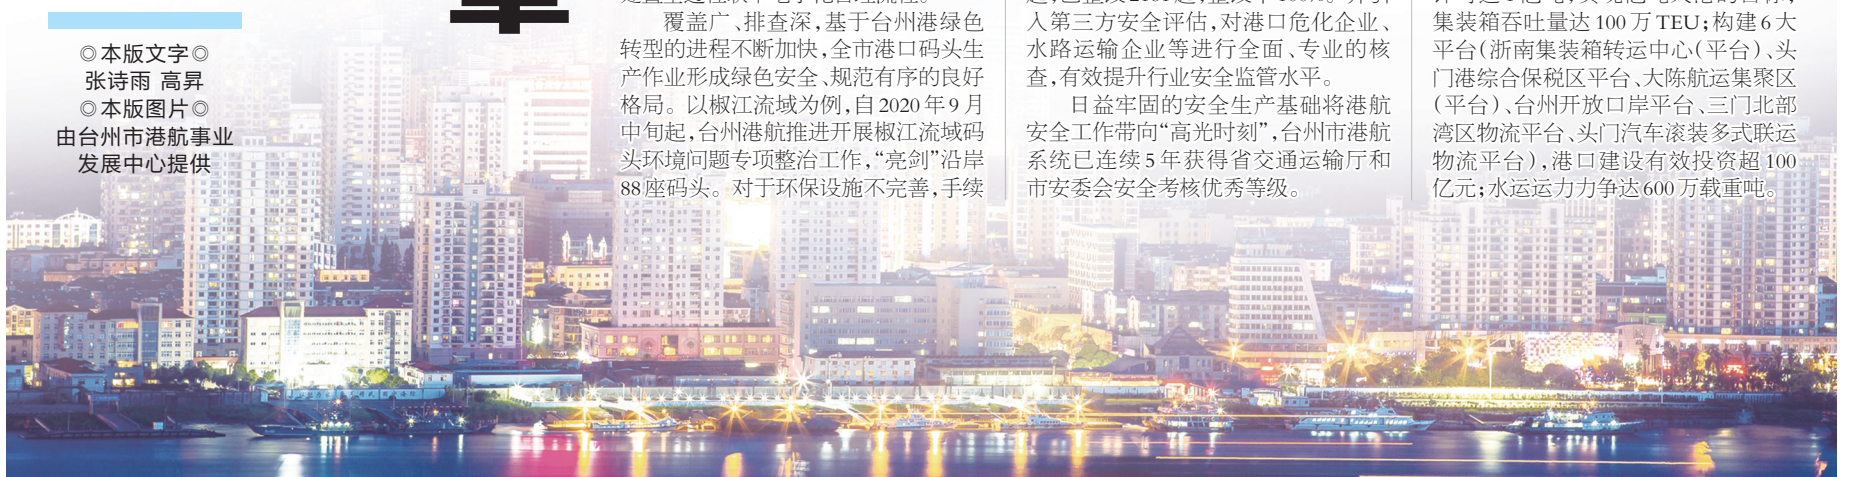 ◎本版文字◎
张诗雨 高昇
◎本版图片◎
由台州市港航事业
发展中心提供
覆盖广、排查深，基于台州港绿色
转型的进程不断加快，全市港口码头生
产作业形成绿色安全、规范有序的良好
格局。以椒江流域为例，自2020年9月
中旬起，台州港航推进开展椒江流域码
头环境问题专项整治工作，“亮剑”沿岸
88座码头。对于环保设施不完善，手续
入第三方安全评估，对港口危化企业、
水路运输企业等进行全面、专业的核
查，有效提升行业安全监管水平。
日益牢固的安全生产基础将港航
安全工作带向“高光时刻”，台州市港航
系统已连续5年获得省交通运输厅和
市安委会安全考核优秀等级。
集装箱吞吐量达100万TEU；构建6大
平台（浙南集装箱转运中心（平台）、头
门港综合保税区平台、大陈航运集聚区
（平台）、台州开放口岸平台、三门北部
湾区物流平台、头门汽车滚装多式联运
物流平台），港口建设有效投资超100
亿元；水运运力力争达600万载重吨。